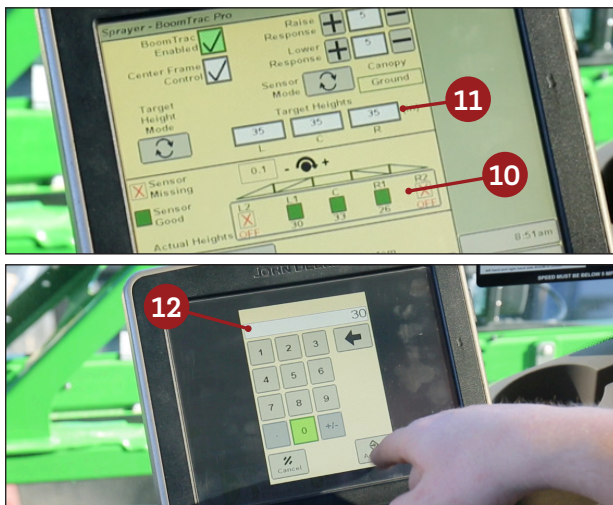 Sprayer - BoomTrac Pro
BoomTrac Enabled
Raise Response + 5 -
Center Frame Control
Lower Response + 5 -
Sensor Mode
Canopy
Ground
Target Height Mode
Target Heights
35 35 35
L C R
11
Sensor Missing
0.1 - +
10
Sensor Good
L2 L1 C R1 R2
OFF 30 33 26 OFF
Actual Heights
8:51am
JOHN
SPEED MUST BE BELOW
12
30
1 2 3
4 5 6
7 8 9
. 0 +/-
Cancel